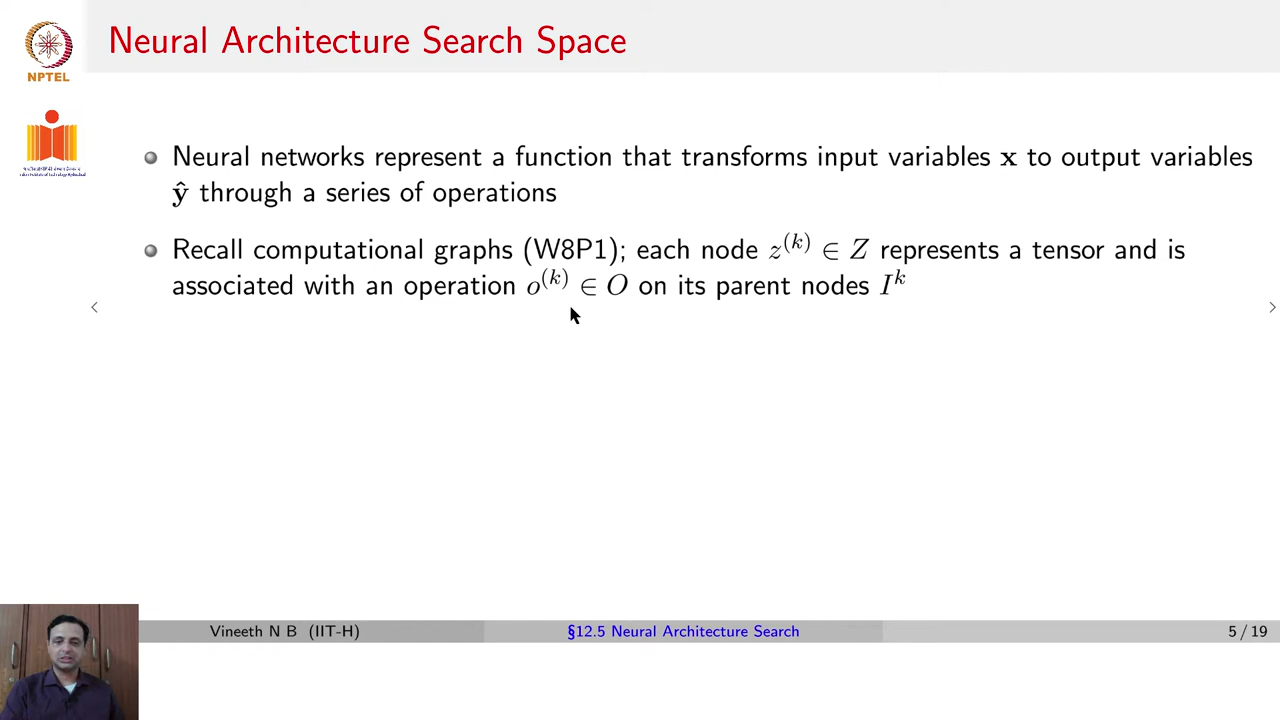 Neural Architecture Search Space
NPTEL
Neural networks represent a function that transforms input variables x to output variables
ŷ through a series of operations
Recall computational graphs (W8P1); each node z^(k) ∈ Z represents a tensor and is
associated with an operation o^(k) ∈ O on its parent nodes I^k
Vineeth N B (IIT-H)
§12.5 Neural Architecture Search
5 / 19